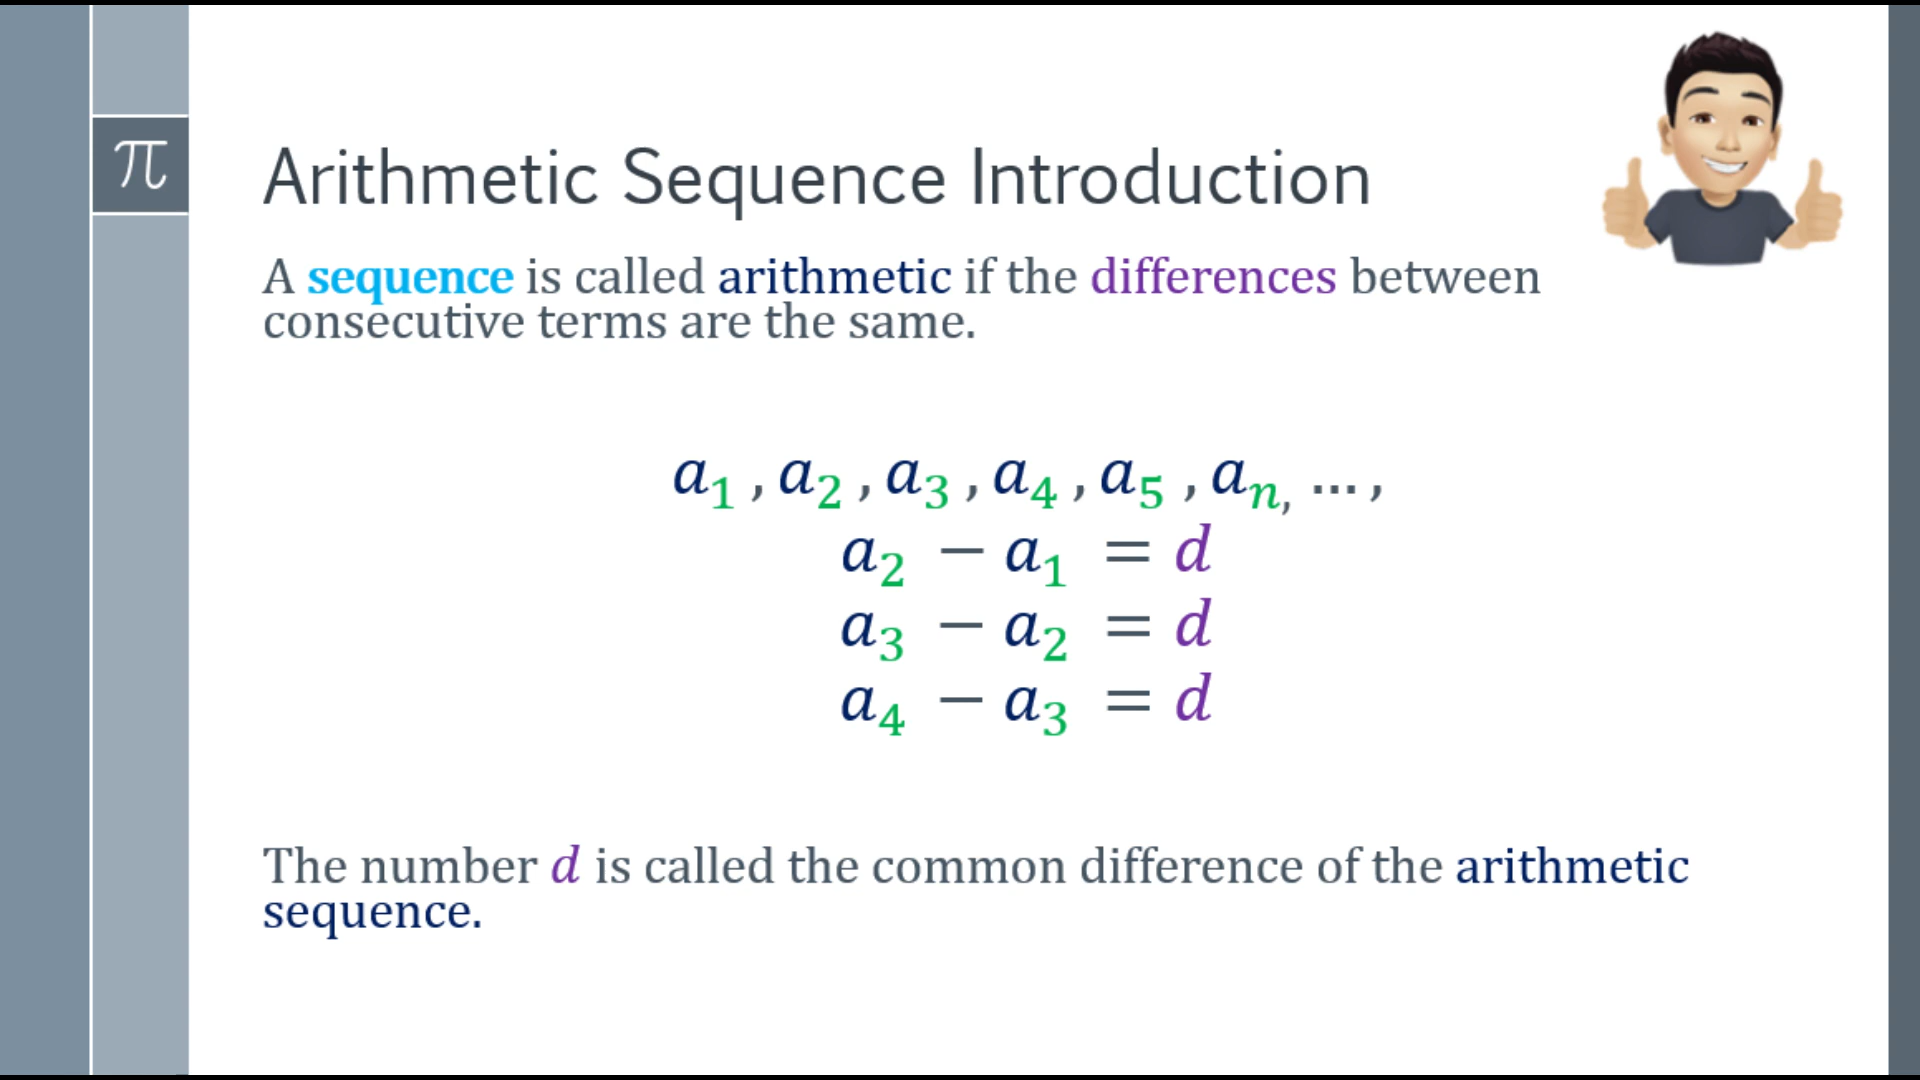 π
Arithmetic Sequence Introduction
A sequence is called arithmetic if the differences between
consecutive terms are the same.
a₁ , a₂ , a₃ , a₄ , a₅ , aₙ, … ,
a₂ − a₁ = d
a₃ − a₂ = d
a₄ − a₃ = d
The number d is called the common difference of the arithmetic
sequence.